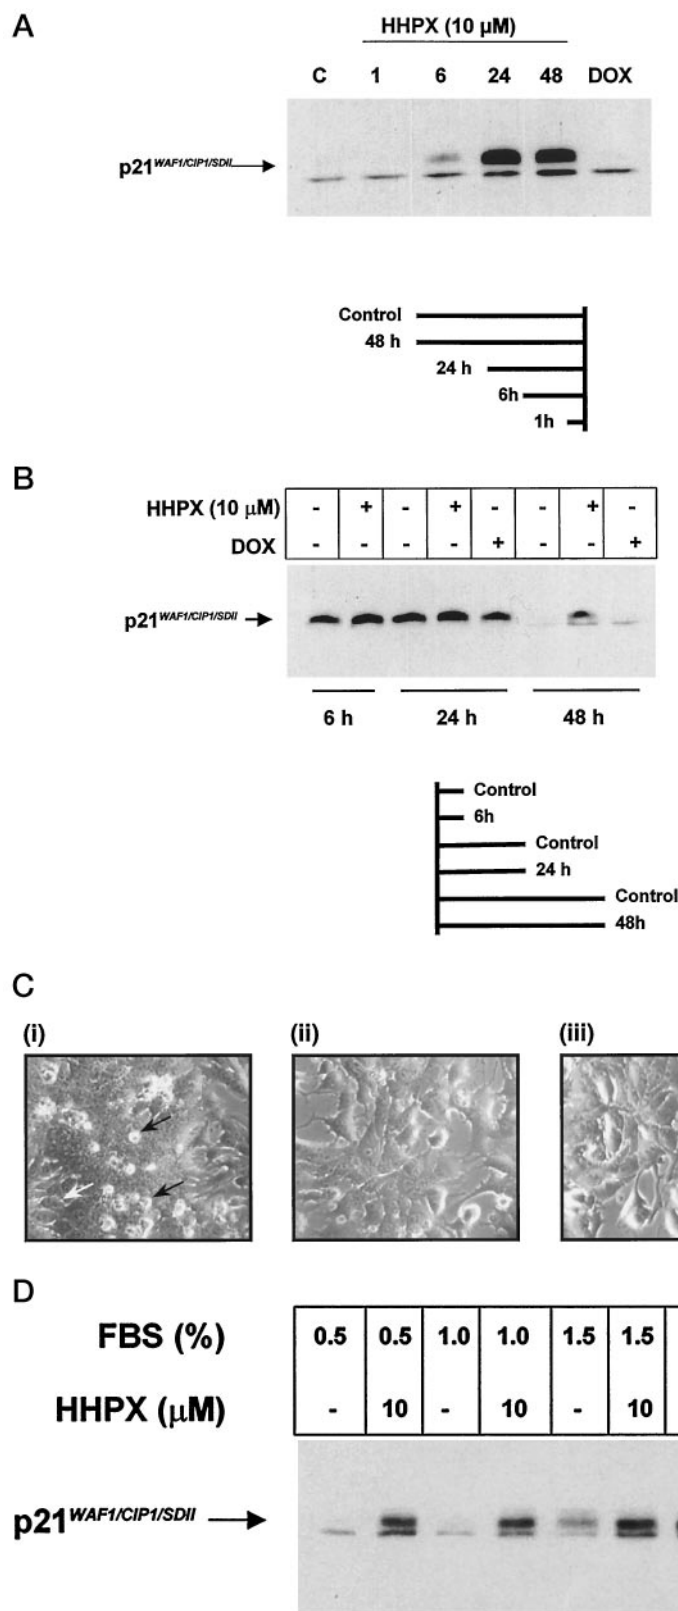 A
HHPX (10 µM)
C 1 6 24 48 DOX
p21WAF1/CIP1/SDII
Control
48 h
24 h
6h
1h
B
HHPX (10 µM) - + - + - - + -
DOX - - - - + - - +
p21WAF1/CIP1/SDII
6 h 24 h 48 h
Control
6h
Control
24 h
Control
48h
C
(i) (ii) (iii)
D
FBS (%) 0.5 0.5 1.0 1.0 1.5 1.5
HHPX (µM) - 10 - 10 - 10
p21WAF1/CIP1/SDII